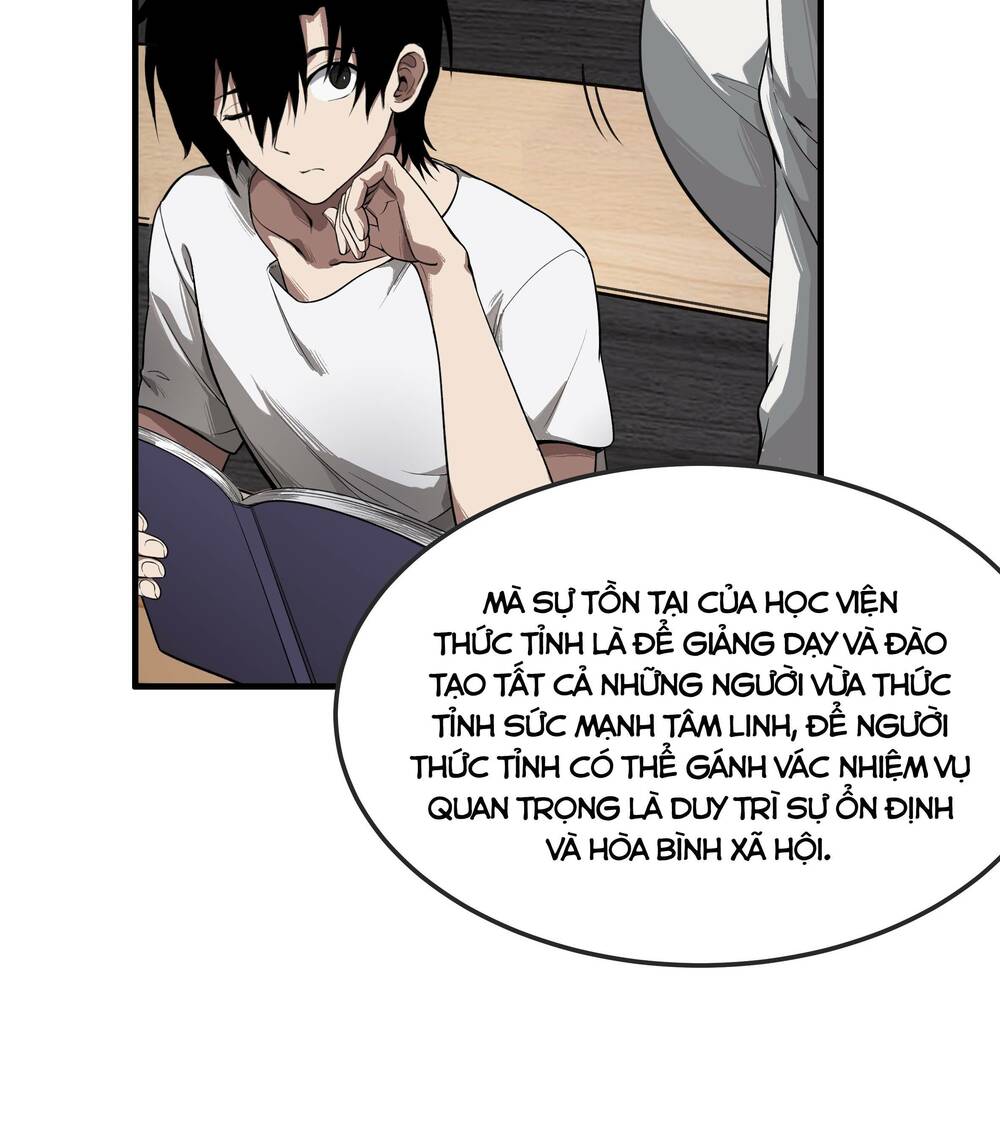 MÀ SỰ TỒN TẠI CỦA HỌC VIỆN
THỨC TỈNH LÀ ĐỂ GIẢNG DẠY VÀ ĐÀO
TẠO TẤT CẢ NHỮNG NGƯỜI VỪA THỨC
TỈNH SỨC MẠNH TÂM LINH, ĐỂ NGƯỜI
THỨC TỈNH CÓ THỂ GÁNH VÁC NHIỆM VỤ
QUAN TRỌNG LÀ DUY TRÌ SỰ ỔN ĐỊNH
VÀ HÒA BÌNH XÃ HỘI.